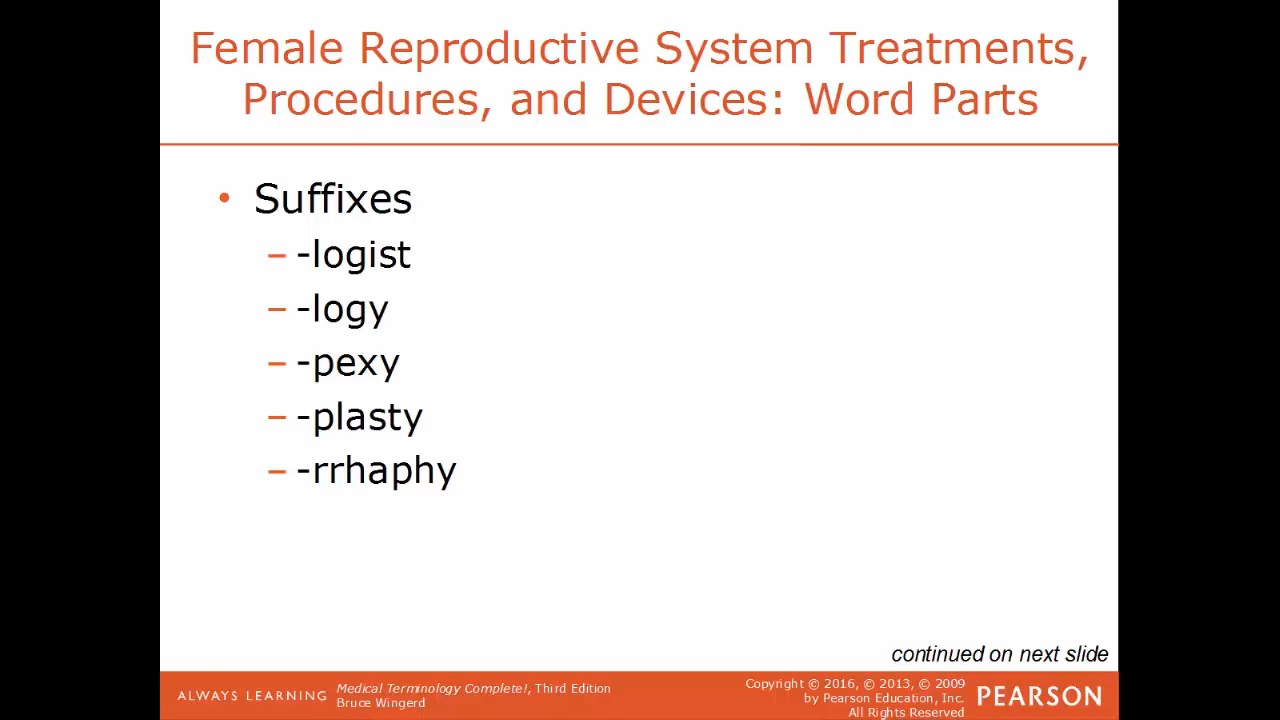 Female Reproductive System Treatments,
Procedures, and Devices: Word Parts
• Suffixes
– -logist
– -logy
– -pexy
– -plasty
– -rrhaphy
continued on next slide
ALWAYS LEARNING
Medical Terminology Complete!, Third Edition
Bruce Wingerd
Copyright © 2016, © 2013, © 2009
by Pearson Education, Inc.
All Rights Reserved
PEARSON